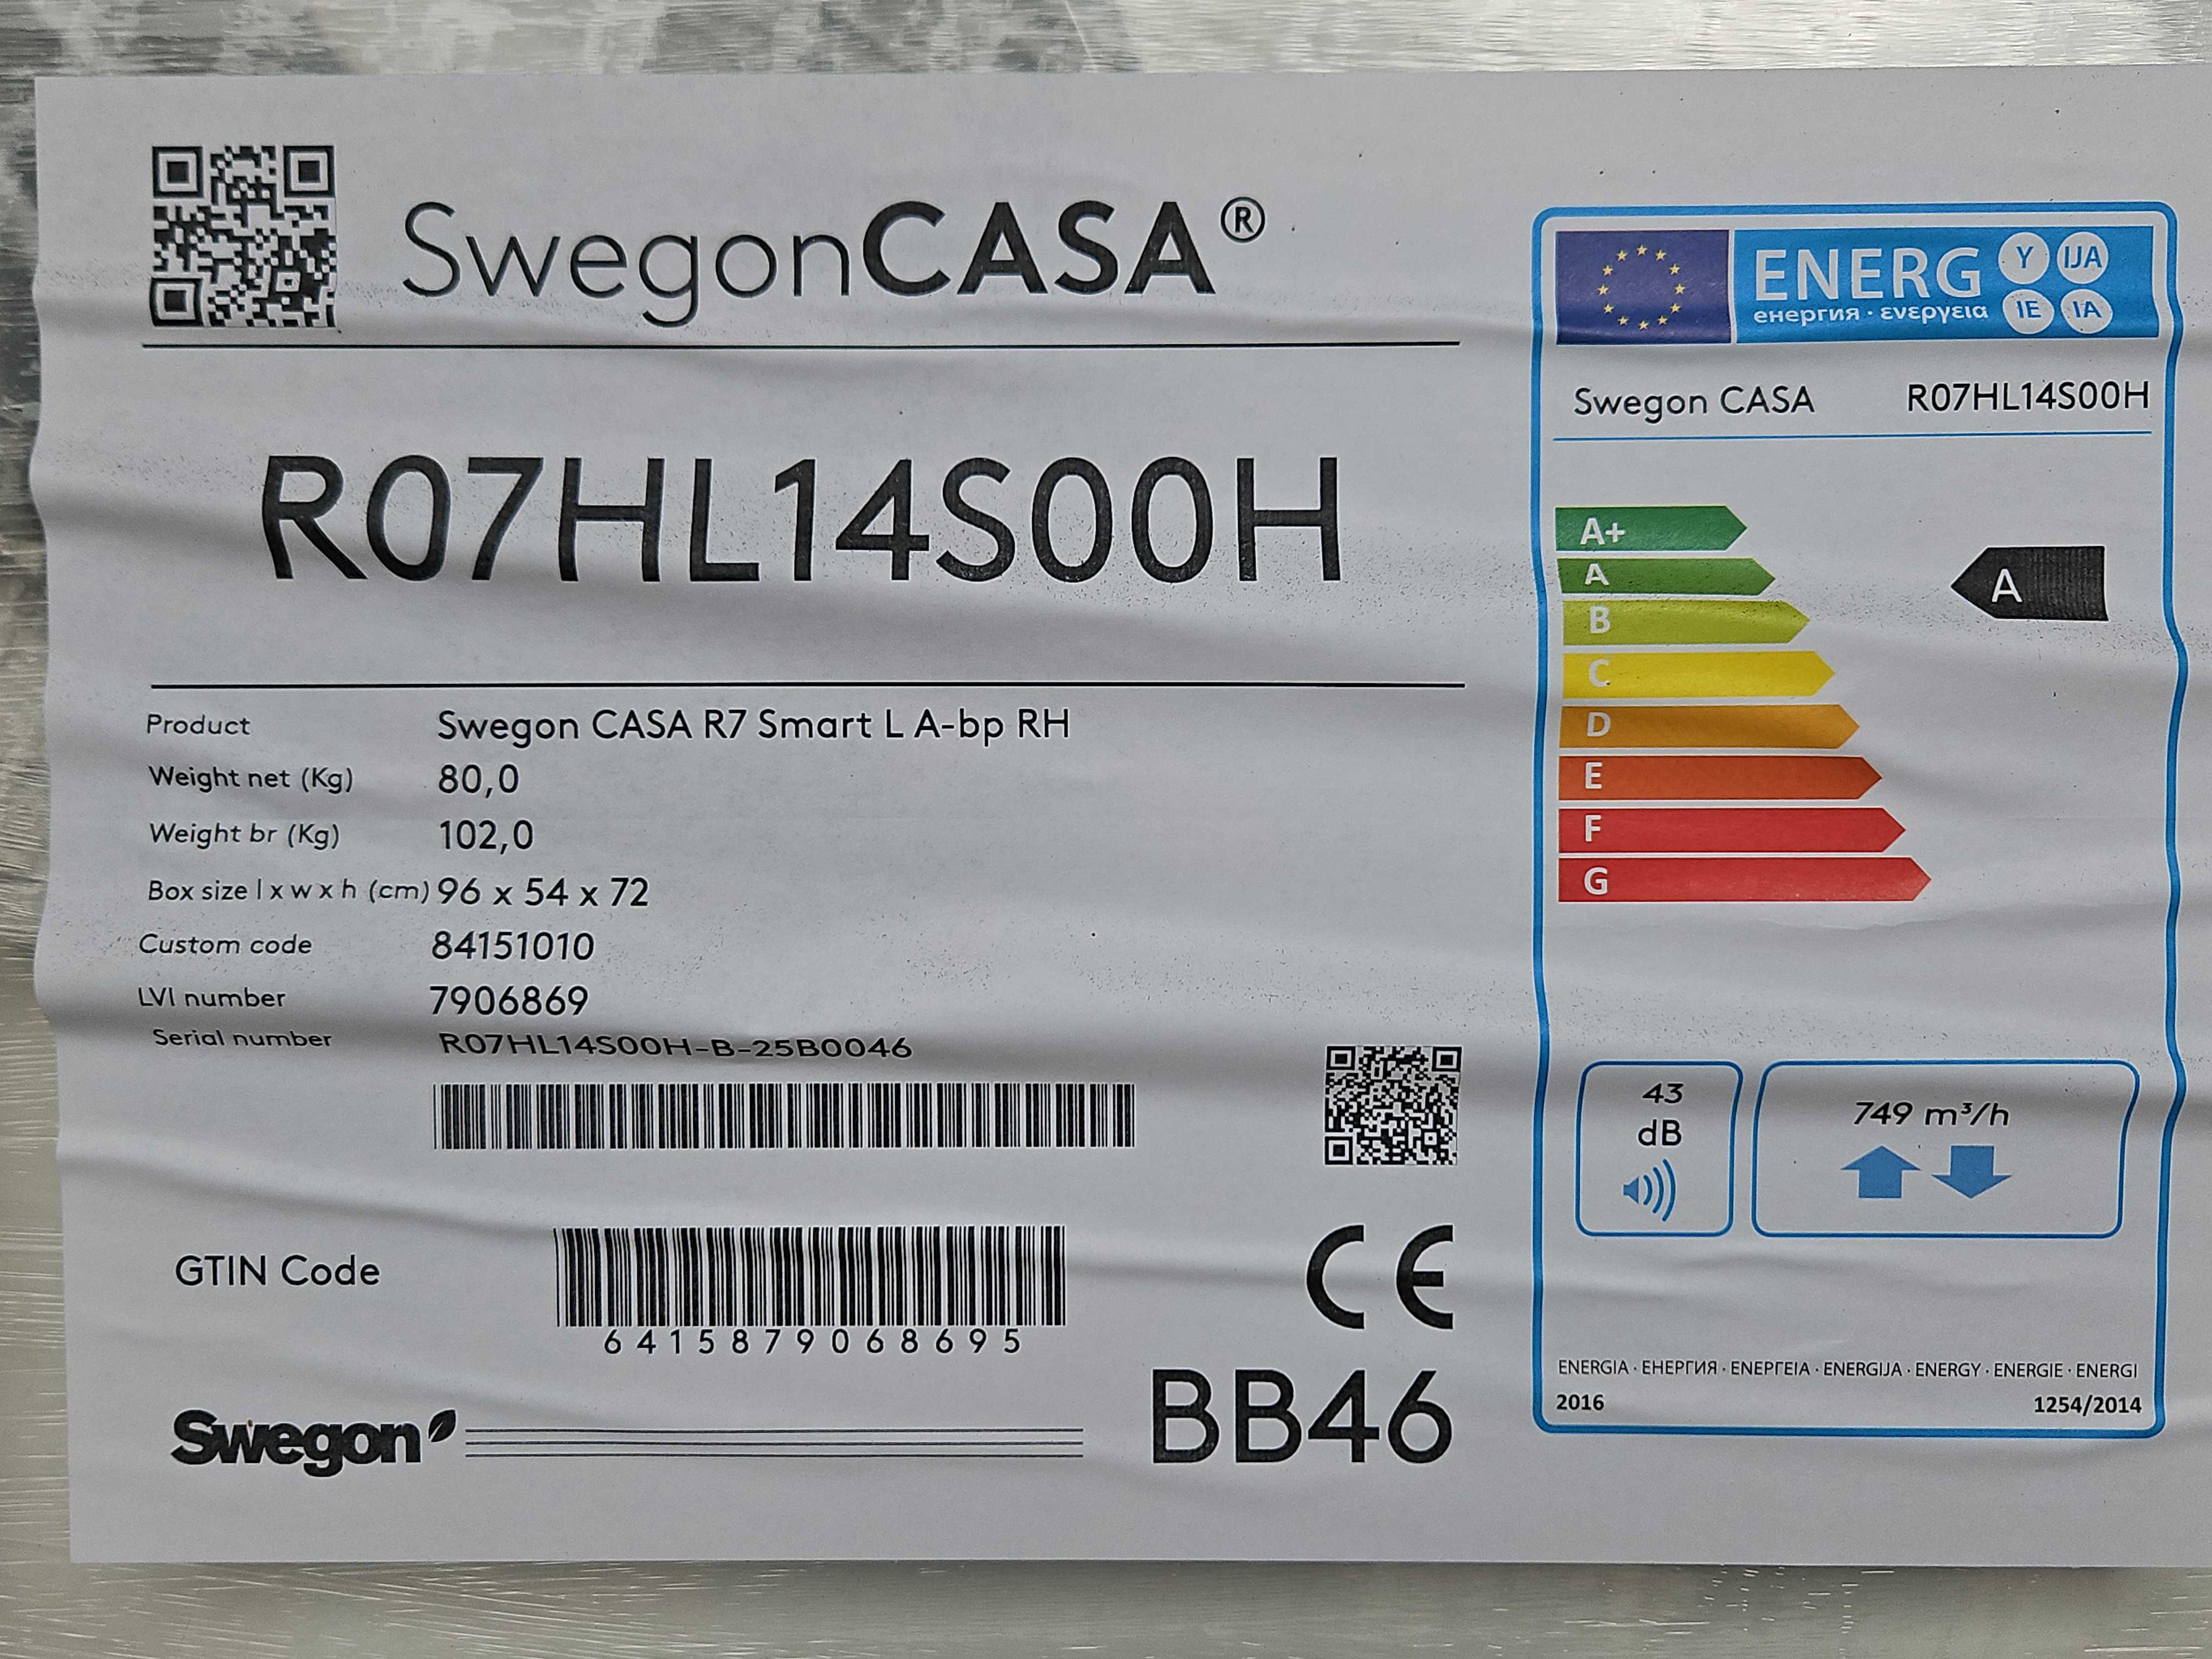 SwegonCASA®
R07HL14S00H
Product Swegon CASA R7 Smart L A-bp RH
Weight net (Kg) 80,0
Weight br (Kg) 102,0
Box size l x w x h (cm) 96 x 54 x 72
Custom code 84151010
LVI number 7906869
Serial number R07HL14S00H-B-25B0046
GTIN Code
6415879068695
CE
Swegon
BB46
ENERG Y IJA
енергия · ενεργεια IE IA
Swegon CASA R07HL14S00H
A+
A
A
B
C
D
E
F
G
43
dB
749 m³/h
ENERGIA · ЕНЕРГИЯ · ΕΝΕΡΓΕΙΑ · ENERGIJA · ENERGY · ENERGIE · ENERGI
2016 1254/2014